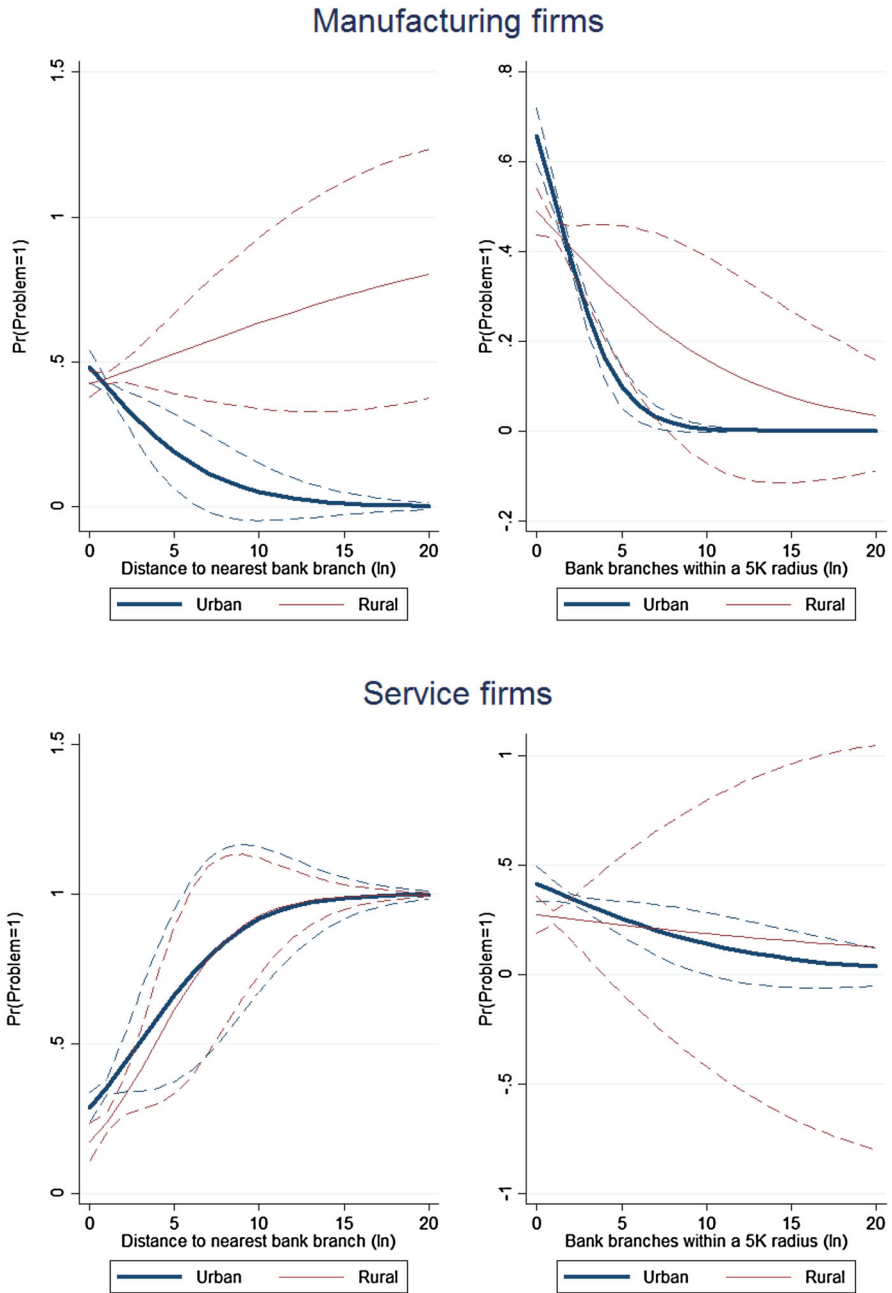 Manufacturing firms
Pr(Problem=1)
1.5
1
.5
0
0 5 10 15 20
Distance to nearest bank branch (ln)
Urban Rural
Pr(Problem=1)
.8
.6
.4
.2
0
-.2
0 5 10 15 20
Bank branches within a 5K radius (ln)
Urban Rural
Service firms
Pr(Problem=1)
1.5
1
.5
0
0 5 10 15 20
Distance to nearest bank branch (ln)
Urban Rural
Pr(Problem=1)
1
.5
0
-.5
-1
0 5 10 15 20
Bank branches within a 5K radius (ln)
Urban Rural